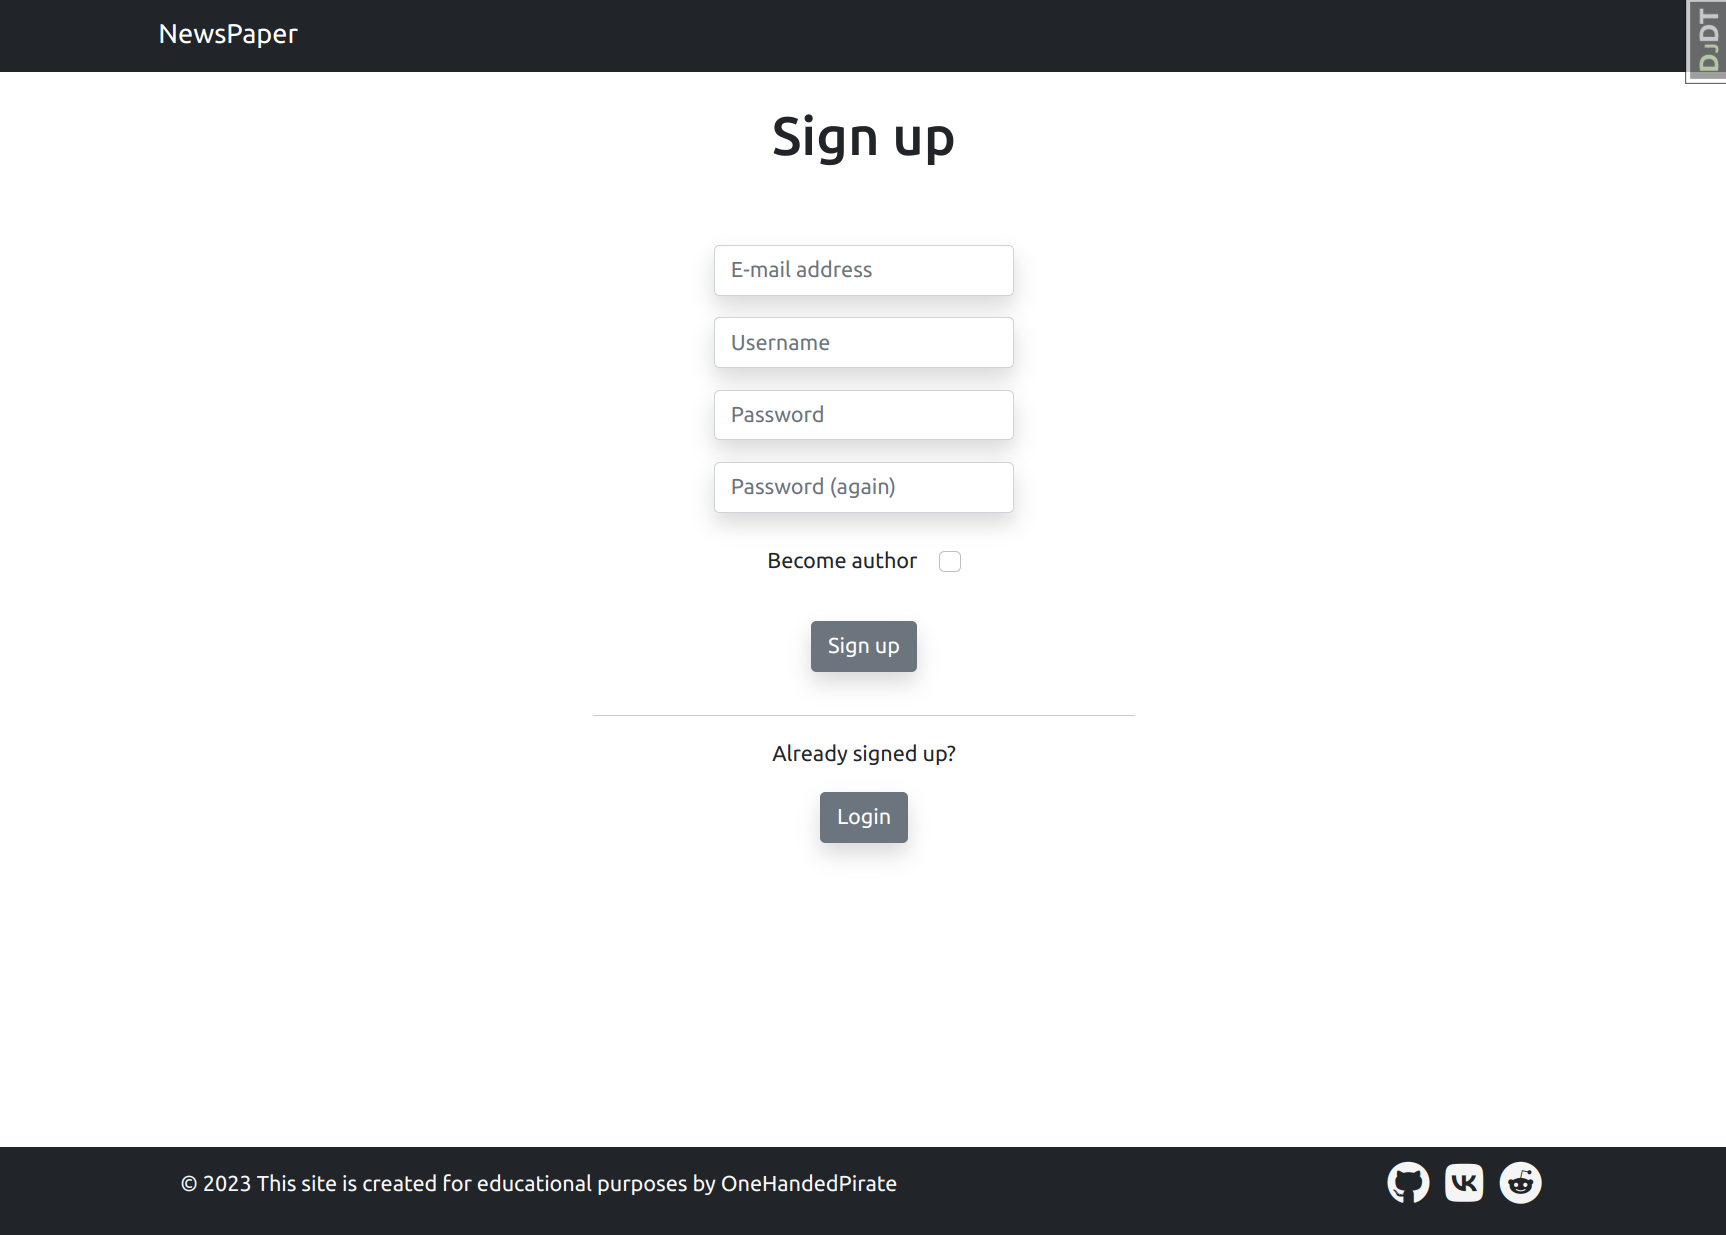 NewsPaper
DJDT
Sign up
E-mail address
Username
Password
Password (again)
Become author
Sign up
Already signed up?
Login
© 2023 This site is created for educational purposes by OneHandedPirate